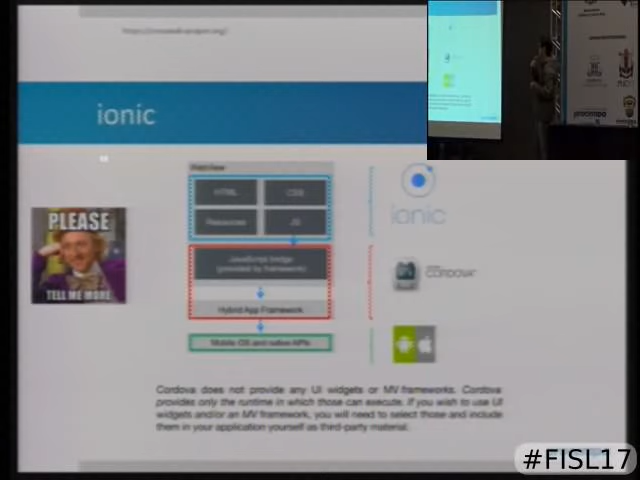 ionic
PLEASE
TELL ME MORE
WebView
HTML
CSS
Resources
JS
JavaScript bridge
(provided by framework)
Hybrid App Framework
Mobile OS and native APIs
ionic
CORDOVA
Cordova does not provide any UI widgets or MV frameworks. Cordova
provides only the runtime in which those can execute. If you wish to use UI
widgets and/or an MV framework, you will need to select those and include
them in your application yourself as third-party material.
#FISL17